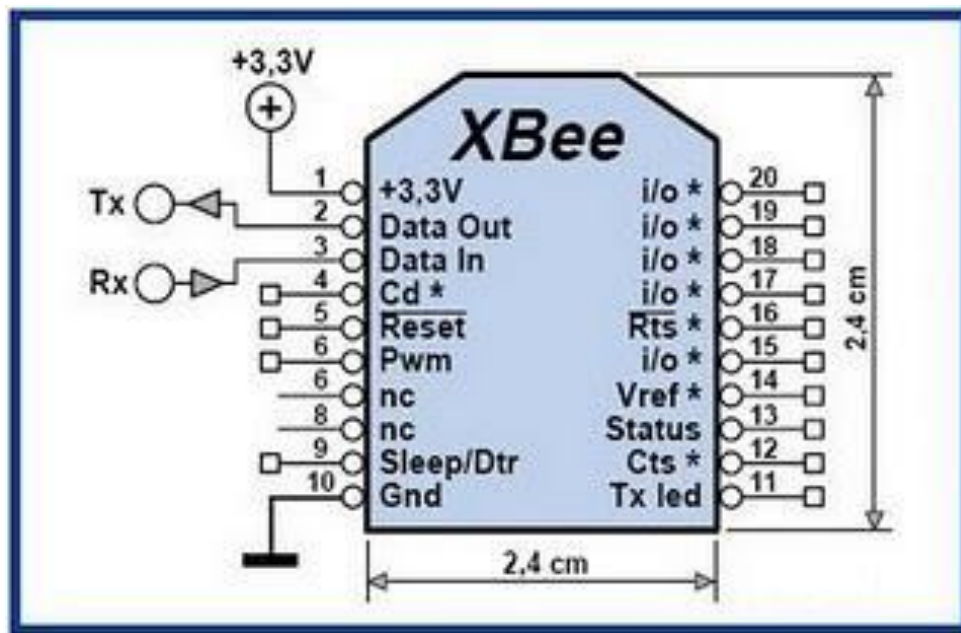 +3,3V
XBee
1 +3,3V i/o * 20
Tx 2 Data Out i/o * 19
3 Data In i/o * 18
Rx 4 Cd * i/o * 17
5 Reset Rts * 16
6 Pwm i/o * 15
6 nc Vref * 14
8 nc Status 13
9 Sleep/Dtr Cts * 12
10 Gnd Tx led 11
2,4 cm
2,4 cm